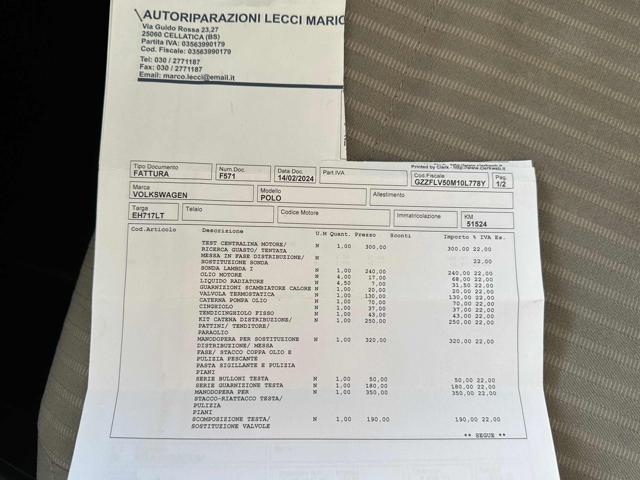 AUTORIPARAZIONI LECCI MARIO
Via Guido Rossa 23,27
25060 CELLATICA (BS)
Partita IVA: 03563990179
Cod. Fiscale: 03563990179
Tel: 030 / 2771187
Fax: 030 / 2771187
Email: marco.lecci@email.it
Printed by Clerk - http://www.clerkweb.it
Tipo Documento Num.Doc. Data Doc. Part.IVA Cod.Fiscale Pag.
FATTURA F571 14/02/2024 GZZFLV50M10L778Y 1/2
Marca Modello Allestimento
VOLKSWAGEN POLO
Targa Telaio Codice Motore Immatricolazione KM
EH717LT 51524
Cod.Articolo Descrizione U.M Quant. Prezzo Sconti Importo % IVA Es.
TEST CENTRALINA MOTORE/ N 1,00 300,00 300,00 22,00
RICERCA GUASTO/ TENTATA
MESSA IN FASE DISTRIBUZIONE/ N 22,00
SOSTITUZIONE SONDA
SONDA LAMBDA I N 1,00 240,00 240,00 22,00
OLIO MOTORE N 4,00 17,00 68,00 22,00
LIQUIDO RADIATORE N 4,50 7,00 31,50 22,00
GUARNIZIONI SCAMBIATORE CALORE N 1,00 20,00 20,00 22,00
VALVOLA TERMOSTATICA N 1,00 130,00 130,00 22,00
CATERNA POMPA OLIO N 1,00 70,00 70,00 22,00
CINGHIOLO N 1,00 37,00 37,00 22,00
TENDICINGHIOLO FISSO N 1,00 43,00 43,00 22,00
KIT CATENA DISTRIBUZIONE/ N 1,00 250,00 250,00 22,00
PATTINI/ TENDITORE/
PARAOLIO
MANODOPERA PER SOSTITUZIONE N 1,00 320,00 320,00 22,00
DISTRIBUZIONE/ MESSA
FASE/ STACCO COPPA OLIO E
PULIZIA PESCANTE
PASTA SIGILLANTE E PULIZIA
PIANI
SERIE BULLONI TESTA N 1,00 50,00 50,00 22,00
SERIE GUARNIZIONE TESTA N 1,00 180,00 180,00 22,00
MANODOPERA PER N 1,00 350,00 350,00 22,00
STACCO-RIATTACCO TESTA/
PULIZIA
PIANI
SCOMPOSIZIONE TESTA/ N 1,00 190,00 190,00 22,00
SOSTITUZIONE VALVOLE
** SEGUE **